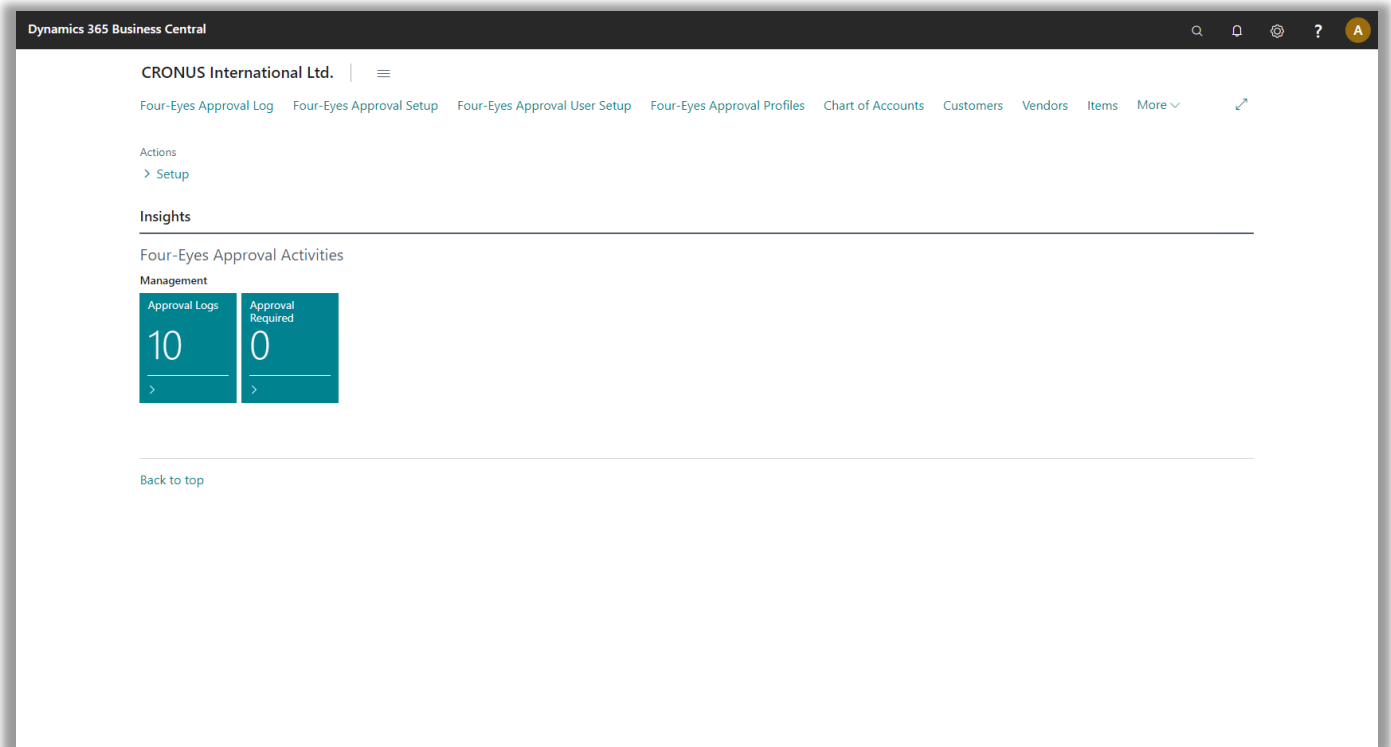 Dynamics 365 Business Central
? A
CRONUS International Ltd.
Four-Eyes Approval Log Four-Eyes Approval Setup Four-Eyes Approval User Setup Four-Eyes Approval Profiles Chart of Accounts Customers Vendors Items More
Actions
Setup
Insights
Four-Eyes Approval Activities
Management
Approval Logs
10
Approval
Required
0
Back to top